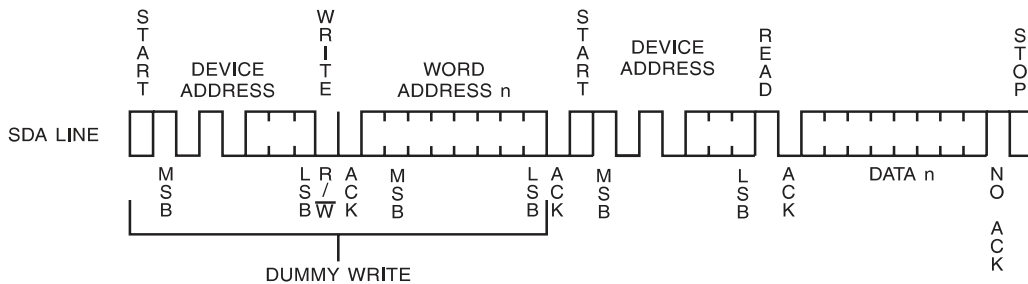 START
WRITE
START
READ
STOP
DEVICE
ADDRESS
WORD
ADDRESS n
DEVICE
ADDRESS
SDA LINE
MSB
LSB
R/W
ACK
MSB
LSB
ACK
MSB
LSB
ACK
DATA n
NO ACK
DUMMY WRITE